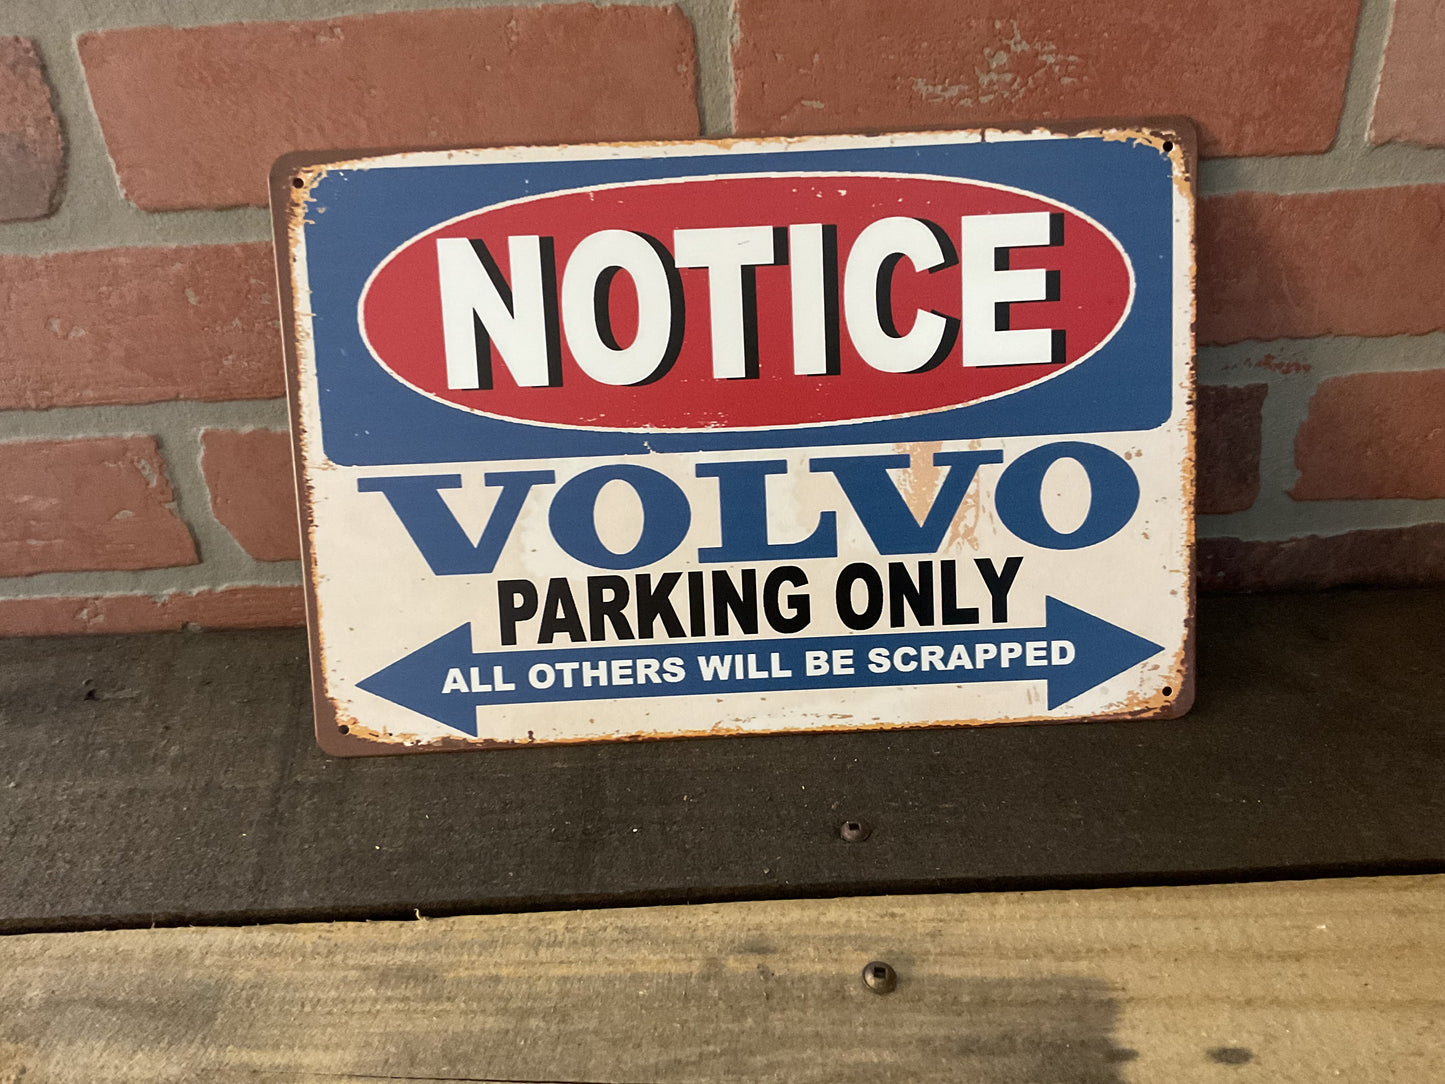 NOTICE
VOLVO
PARKING ONLY
ALL OTHERS WILL BE SCRAPPED